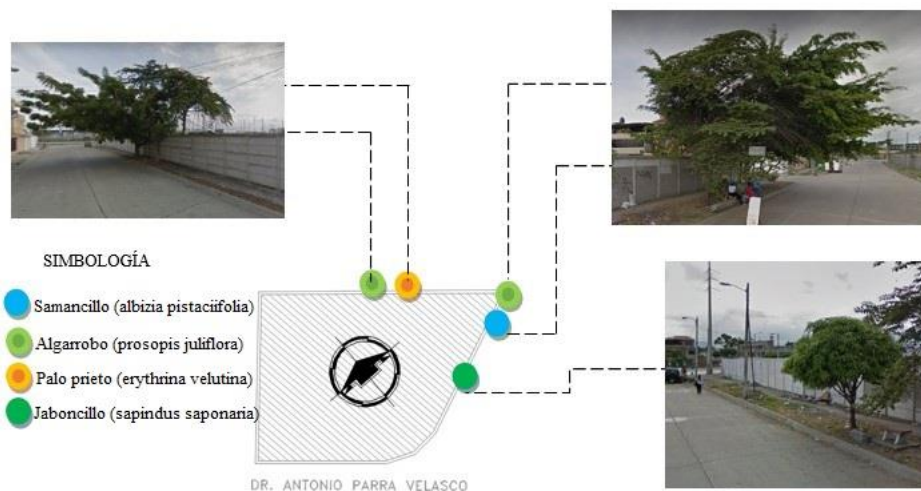 SIMBOLOGÍA
Samancillo (albizia pistaciifolia)
Algarrobo (prosopis juliflora)
Palo prieto (erythrina velutina)
Jaboncillo (sapindus saponaria)
DR. ANTONIO PARRA VELASCO